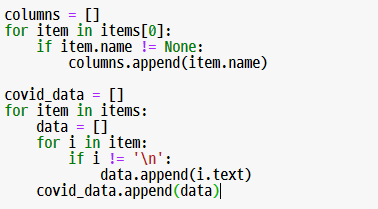 columns = []
for item in items[0]:
    if item.name != None:
        columns.append(item.name)

covid_data = []
for item in items:
    data = []
    for i in item:
        if i != '\n':
            data.append(i.text)
    covid_data.append(data)